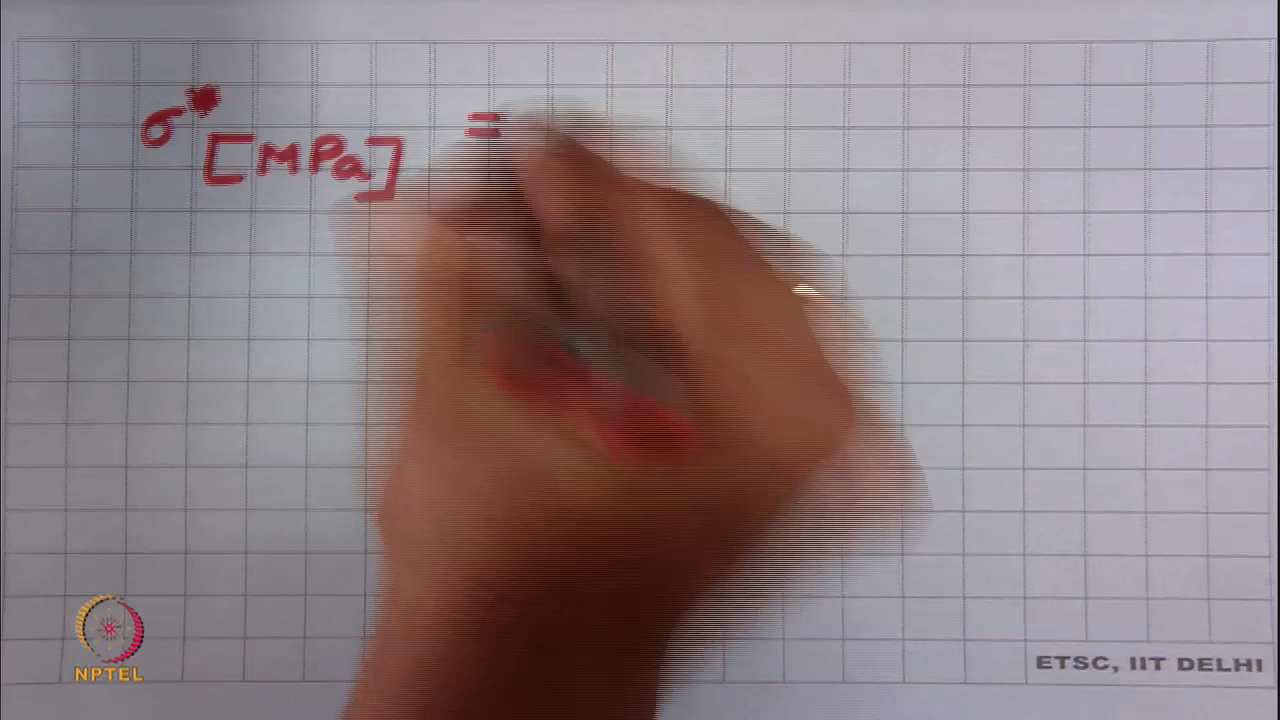 σ* [MPa] =
NPTEL
ETSC, IIT DELHI